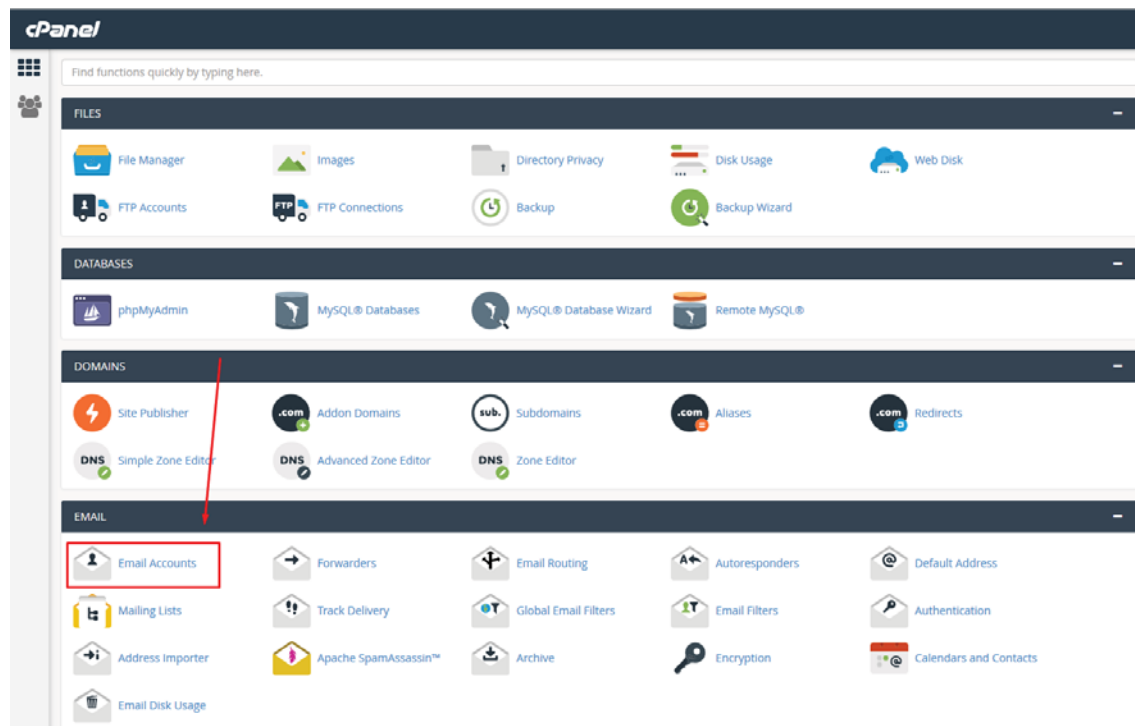 cPanel
Find functions quickly by typing here.
FILES
File Manager
Images
Directory Privacy
Disk Usage
Web Disk
FTP Accounts
FTP FTP Connections
Backup
Backup Wizard
DATABASES
phpMyAdmin
MySQL® Databases
MySQL® Database Wizard
Remote MySQL®
DOMAINS
Site Publisher
.com Addon Domains
sub. Subdomains
.com Aliases
.com Redirects
DNS Simple Zone Editor
DNS Advanced Zone Editor
DNS Zone Editor
EMAIL
Email Accounts
Forwarders
Email Routing
A Autoresponders
@ Default Address
Mailing Lists
Track Delivery
Global Email Filters
Email Filters
Authentication
Address Importer
Apache SpamAssassin™
Archive
Encryption
@ Calendars and Contacts
Email Disk Usage